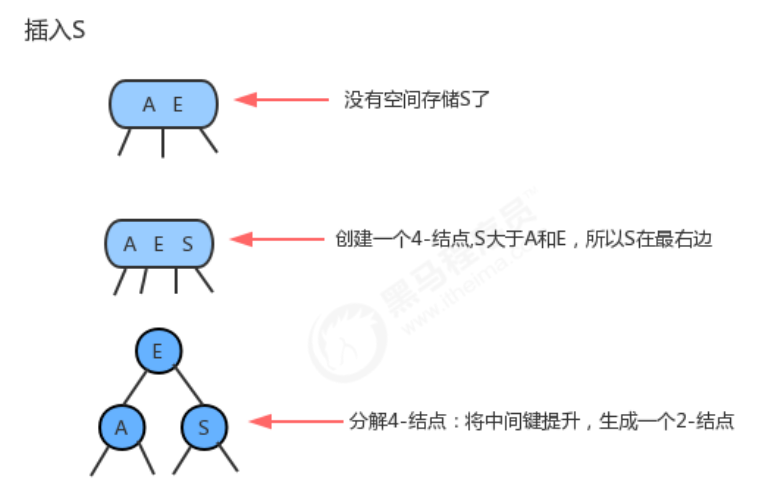 插入S
A E
没有空间存储S了
A E S
创建一个4-结点,S大于A和E，所以S在最右边
黑马程序员
www.itheima.com
E
A
S
分解4-结点：将中间键提升，生成一个2-结点